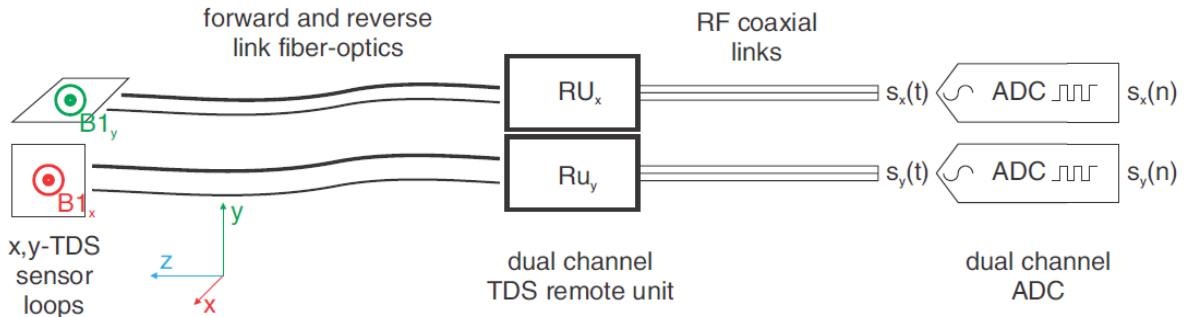 forward and reverse
link fiber-optics
RF coaxial
links
B1y
RUx
sx(t)
ADC
sx(n)
B1x
Ruy
sy(t)
ADC
sy(n)
y
z
x
x,y-TDS
sensor
loops
dual channel
TDS remote unit
dual channel
ADC